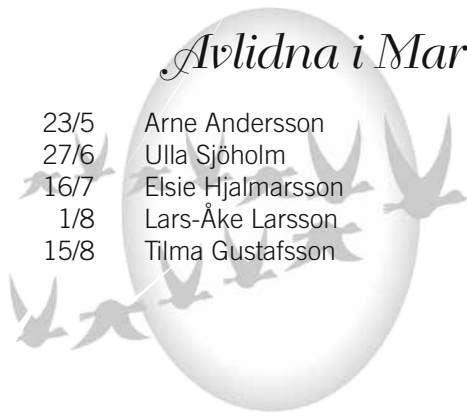 Avlidna i Mar
23/5 Arne Andersson
27/6 Ulla Sjöholm
16/7 Elsie Hjalmarsson
1/8 Lars-Åke Larsson
15/8 Tilma Gustafsson